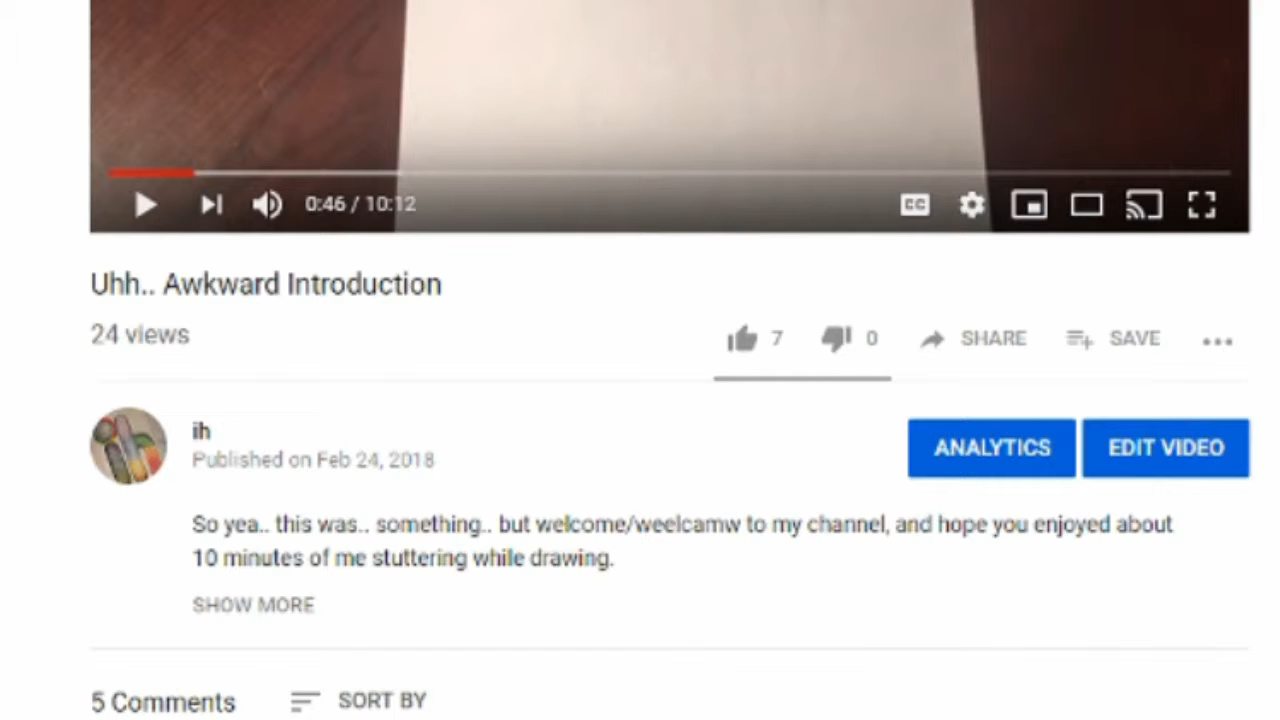 0:46 / 10:12
CC
Uhh.. Awkward Introduction
24 views
7
0
SHARE
SAVE
ih
Published on Feb 24, 2018
ANALYTICS
EDIT VIDEO
So yea.. this was.. something.. but welcome/weelcamw to my channel, and hope you enjoyed about
10 minutes of me stuttering while drawing.
SHOW MORE
5 Comments
SORT BY